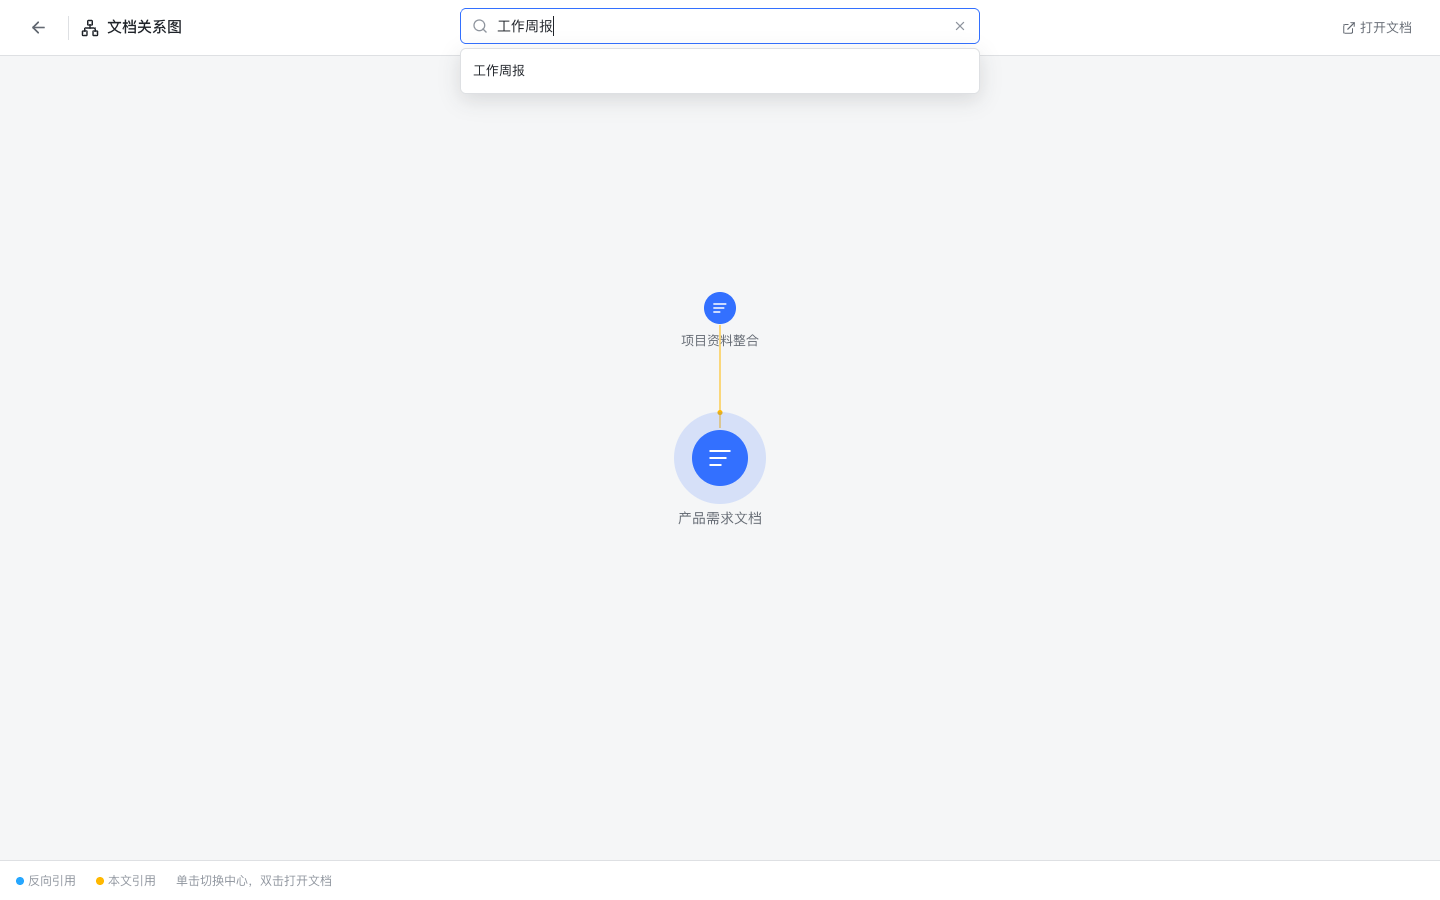 文档关系图
工作周报
打开文档
工作周报
项目资料整合
产品需求文档
反向引用
本文引用
单击切换中心，双击打开文档